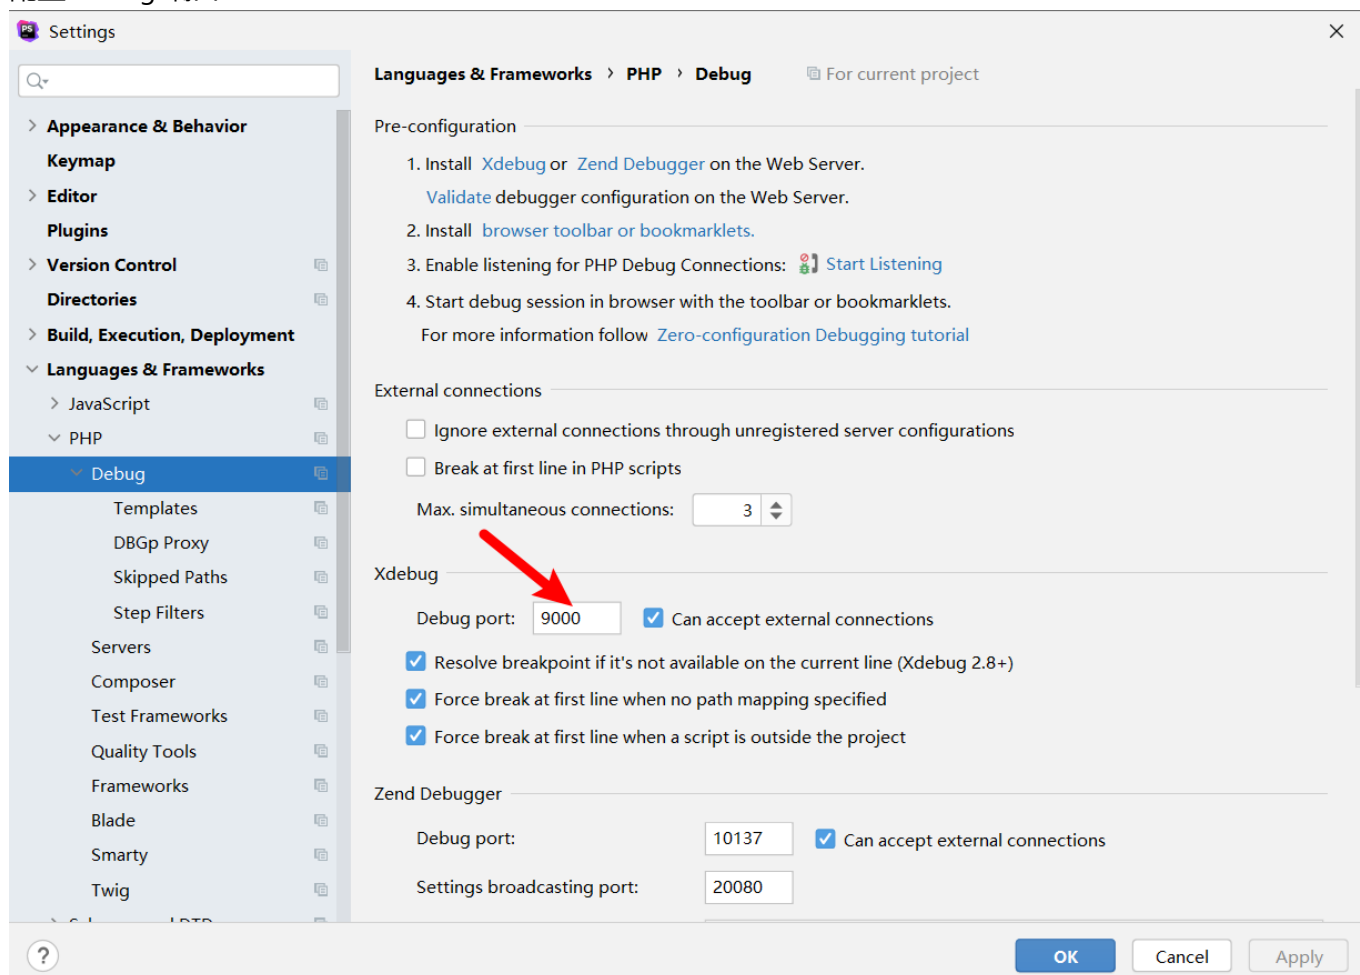 PS Settings
Languages & Frameworks > PHP > Debug For current project
Appearance & Behavior
Keymap
Editor
Plugins
Version Control
Directories
Build, Execution, Deployment
Languages & Frameworks
JavaScript
PHP
Debug
Templates
DBGp Proxy
Skipped Paths
Step Filters
Servers
Composer
Test Frameworks
Quality Tools
Frameworks
Blade
Smarty
Twig
Pre-configuration
1. Install Xdebug or Zend Debugger on the Web Server.
Validate debugger configuration on the Web Server.
2. Install browser toolbar or bookmarklets.
3. Enable listening for PHP Debug Connections: Start Listening
4. Start debug session in browser with the toolbar or bookmarklets.
For more information follow Zero-configuration Debugging tutorial
External connections
Ignore external connections through unregistered server configurations
Break at first line in PHP scripts
Max. simultaneous connections: 3
Xdebug
Debug port: 9000 Can accept external connections
Resolve breakpoint if it's not available on the current line (Xdebug 2.8+)
Force break at first line when no path mapping specified
Force break at first line when a script is outside the project
Zend Debugger
Debug port: 10137 Can accept external connections
Settings broadcasting port: 20080
? OK Cancel Apply